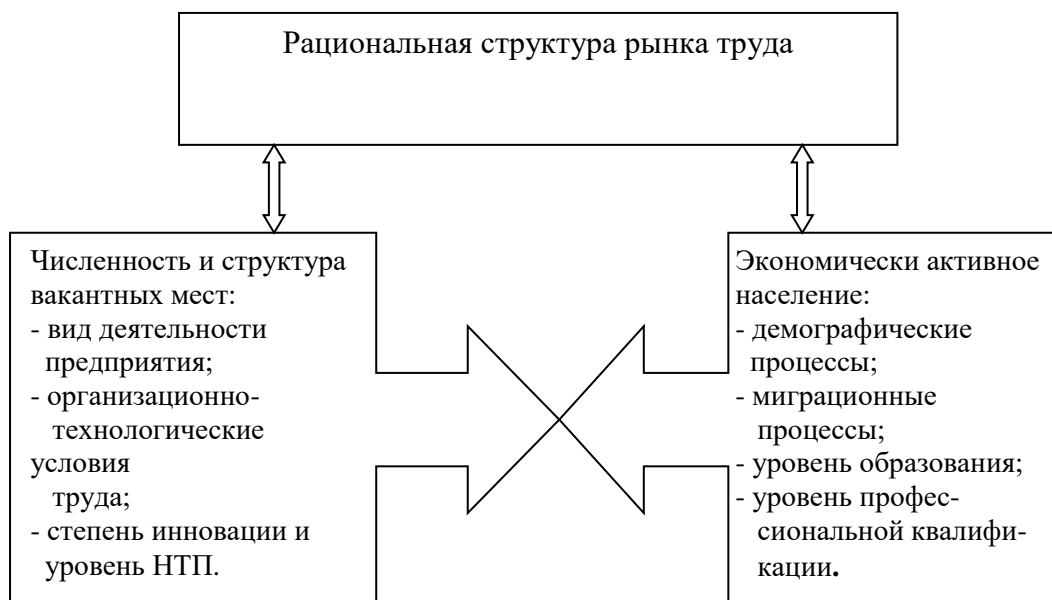 Рациональная структура рынка труда
Численность и структура
вакантных мест:
- вид деятельности
предприятия;
- организационно-
технологические
условия
труда;
- степень инновации и
уровень НТП.
Экономически активное
население:
- демографические
процессы;
- миграционные
процессы;
- уровень образования;
- уровень профес-
сиональной квалифи-
кации.